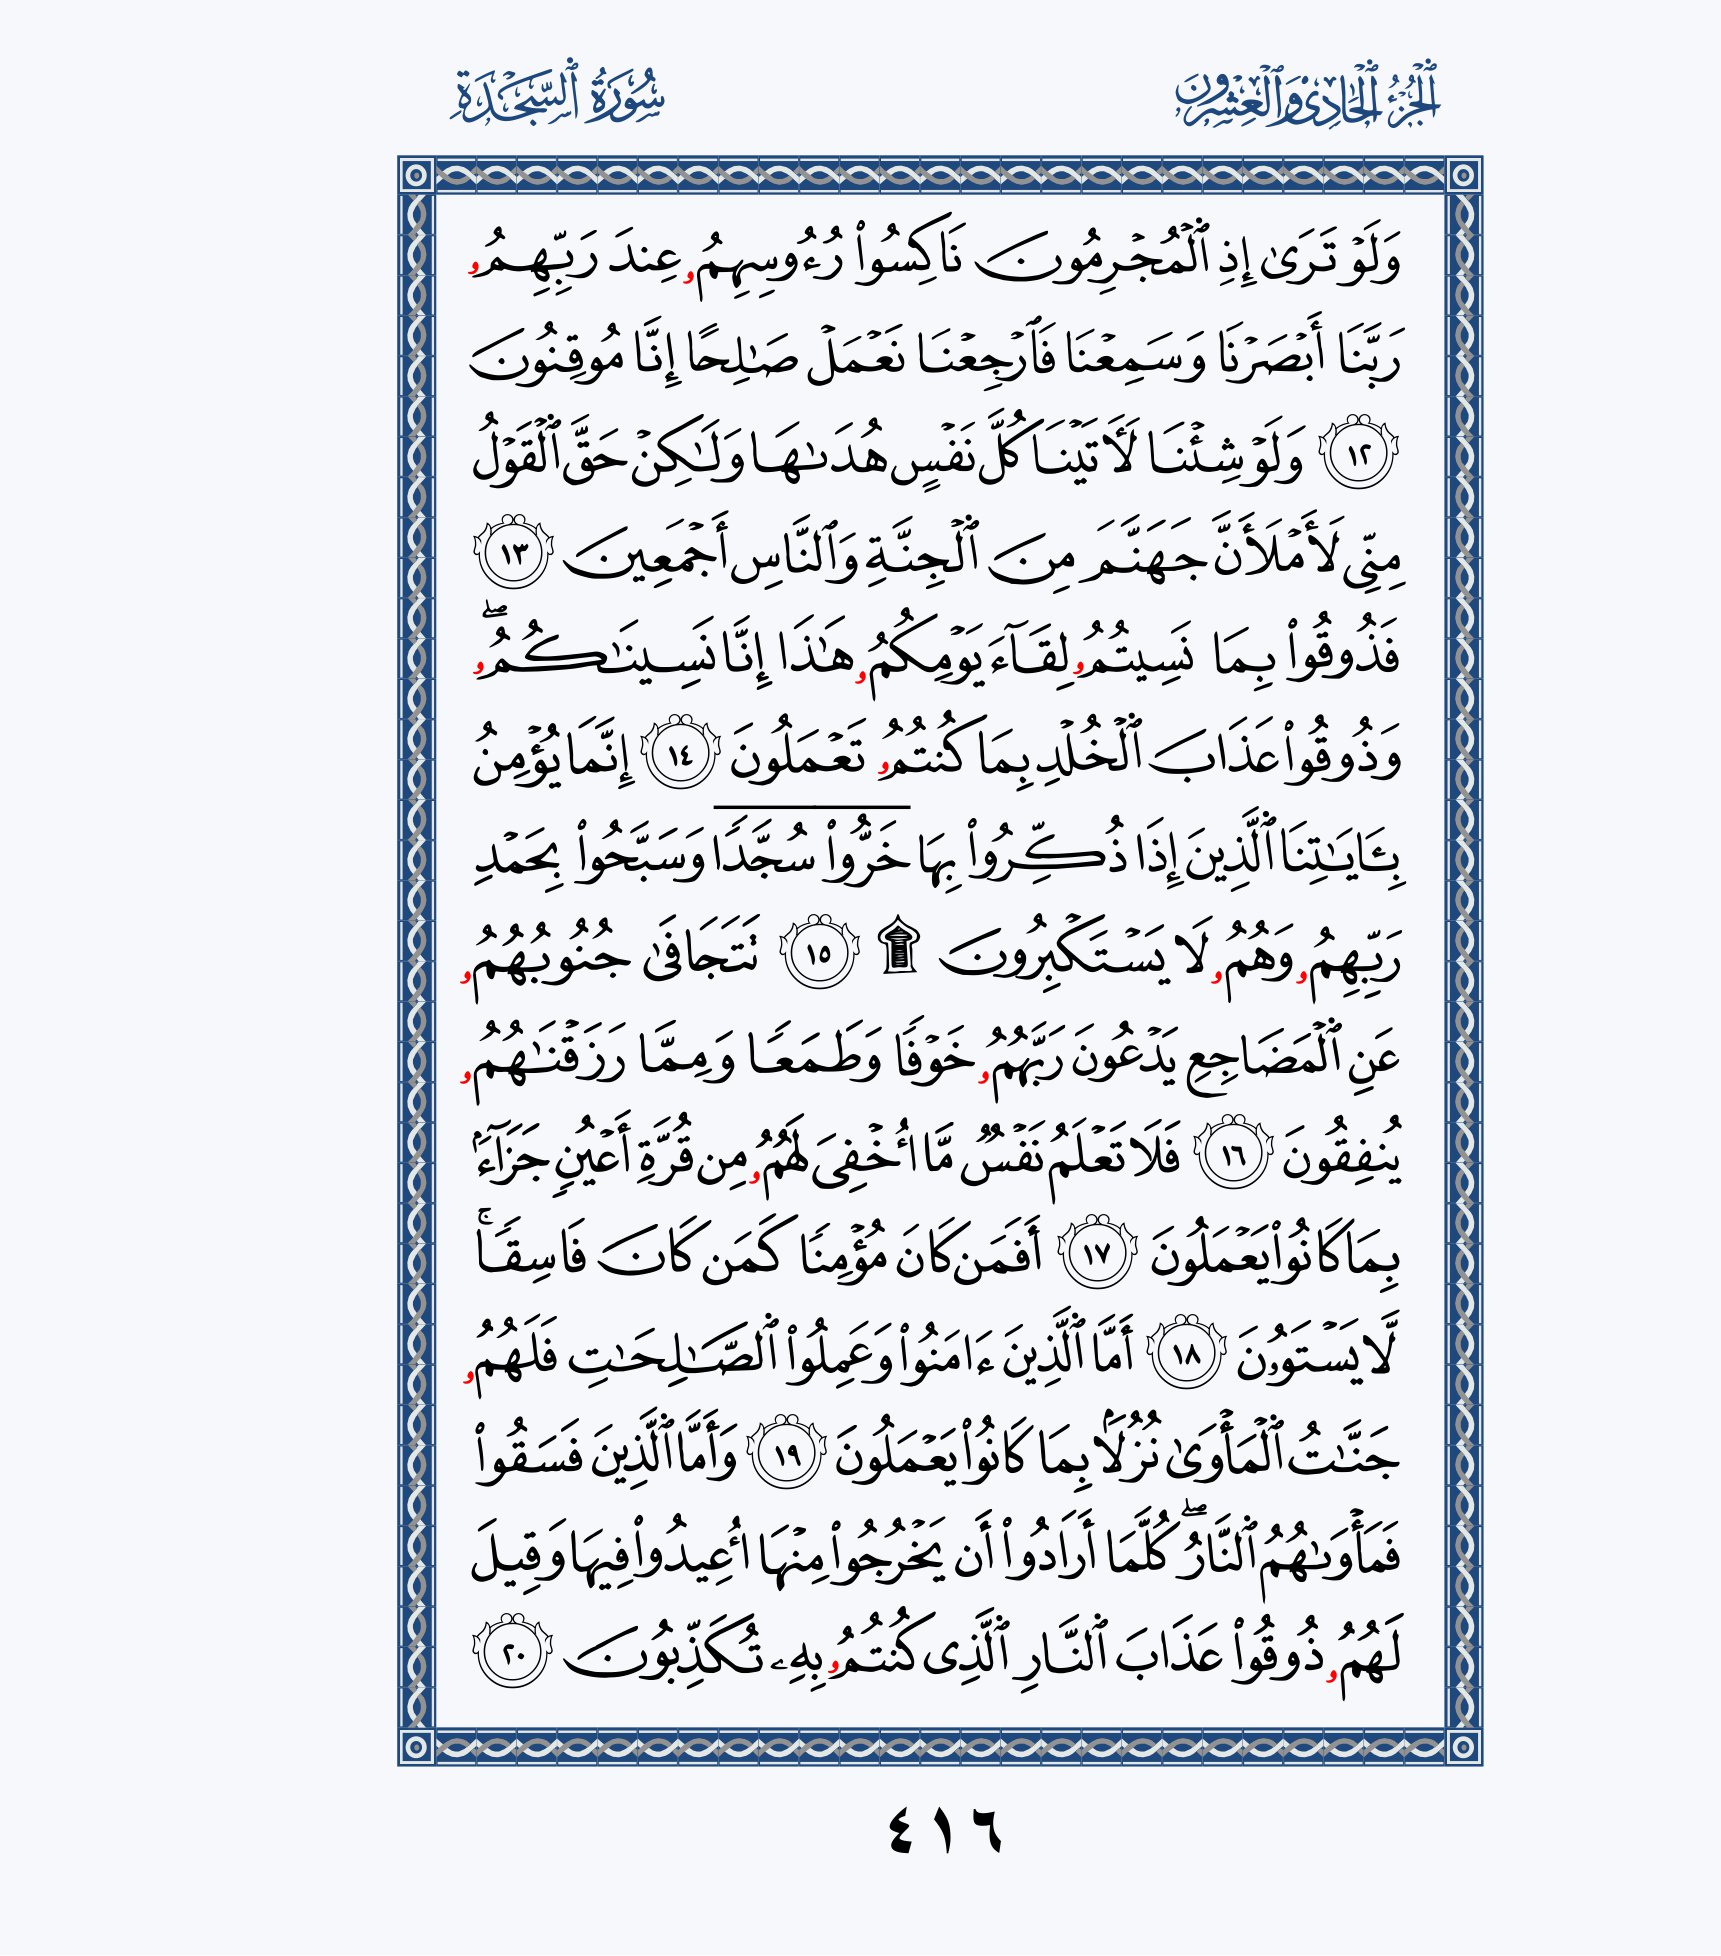 الجُزْءُ الحَادِي وَالْعِشْرُون
سُورَةُ ٱلسَّجْدَةِ
وَلَوْ تَرَىٰٓ إِذِ ٱلْمُجْرِمُونَ نَاكِسُوا۟ رُءُوسِهِمُۥ عِندَ رَبِّهِمُۥ
رَبَّنَا أَبْصَرْنَا وَسَمِعْنَا فَٱرْجِعْنَا نَعْمَلْ صَـٰلِحًا إِنَّا مُوقِنُونَ
١٢ وَلَوْ شِئْنَا لَأَتَيْنَا كُلَّ نَفْسٍ هُدَىٰهَا وَلَـٰكِنْ حَقَّ ٱلْقَوْلُ
مِنِّى لَأَمْلَأَنَّ جَهَنَّمَ مِنَ ٱلْجِنَّةِ وَٱلنَّاسِ أَجْمَعِينَ ١٣
فَذُوقُوا۟ بِمَا نَسِيتُمُۥ لِقَآءَ يَوْمِكُمُۥ هَـٰذَا إِنَّا نَسِينَـٰكُمُۥۖ
وَذُوقُوا۟ عَذَابَ ٱلْخُلْدِ بِمَا كُنتُمُۥ تَعْمَلُونَ ١٤ إِنَّمَا يُؤْمِنُ
بِـَٔايَـٰتِنَا ٱلَّذِينَ إِذَا ذُكِّرُوا۟ بِهَا خَرُّوا۟ سُجَّدًا وَسَبَّحُوا۟ بِحَمْدِ
رَبِّهِمُۥ وَهُمُۥ لَا يَسْتَكْبِرُونَ ۩ ١٥ تَتَجَافَىٰ جُنُوبُهُمُۥ
عَنِ ٱلْمَضَاجِعِ يَدْعُونَ رَبَّهُمُۥ خَوْفًا وَطَمَعًا وَمِمَّا رَزَقْنَـٰهُمُۥ
يُنفِقُونَ ١٦ فَلَا تَعْلَمُ نَفْسٌ مَّا أُخْفِىَ لَهُمُۥ مِن قُرَّةِ أَعْيُنٍ جَزَآءًۢ
بِمَا كَانُوا۟ يَعْمَلُونَ ١٧ أَفَمَن كَانَ مُؤْمِنًا كَمَن كَانَ فَاسِقًاۚ
لَّا يَسْتَوُۥنَ ١٨ أَمَّا ٱلَّذِينَ ءَامَنُوا۟ وَعَمِلُوا۟ ٱلصَّـٰلِحَـٰتِ فَلَهُمُۥ
جَنَّـٰتُ ٱلْمَأْوَىٰ نُزُلًۢا بِمَا كَانُوا۟ يَعْمَلُونَ ١٩ وَأَمَّا ٱلَّذِينَ فَسَقُوا۟
فَمَأْوَىٰهُمُ ٱلنَّارُۖ كُلَّمَا أَرَادُوا۟ أَن يَخْرُجُوا۟ مِنْهَا أُعِيدُوا۟ فِيهَا وَقِيلَ
لَهُمُۥ ذُوقُوا۟ عَذَابَ ٱلنَّارِ ٱلَّذِى كُنتُمُۥ بِهِۦ تُكَذِّبُونَ ٢٠
٤١٦